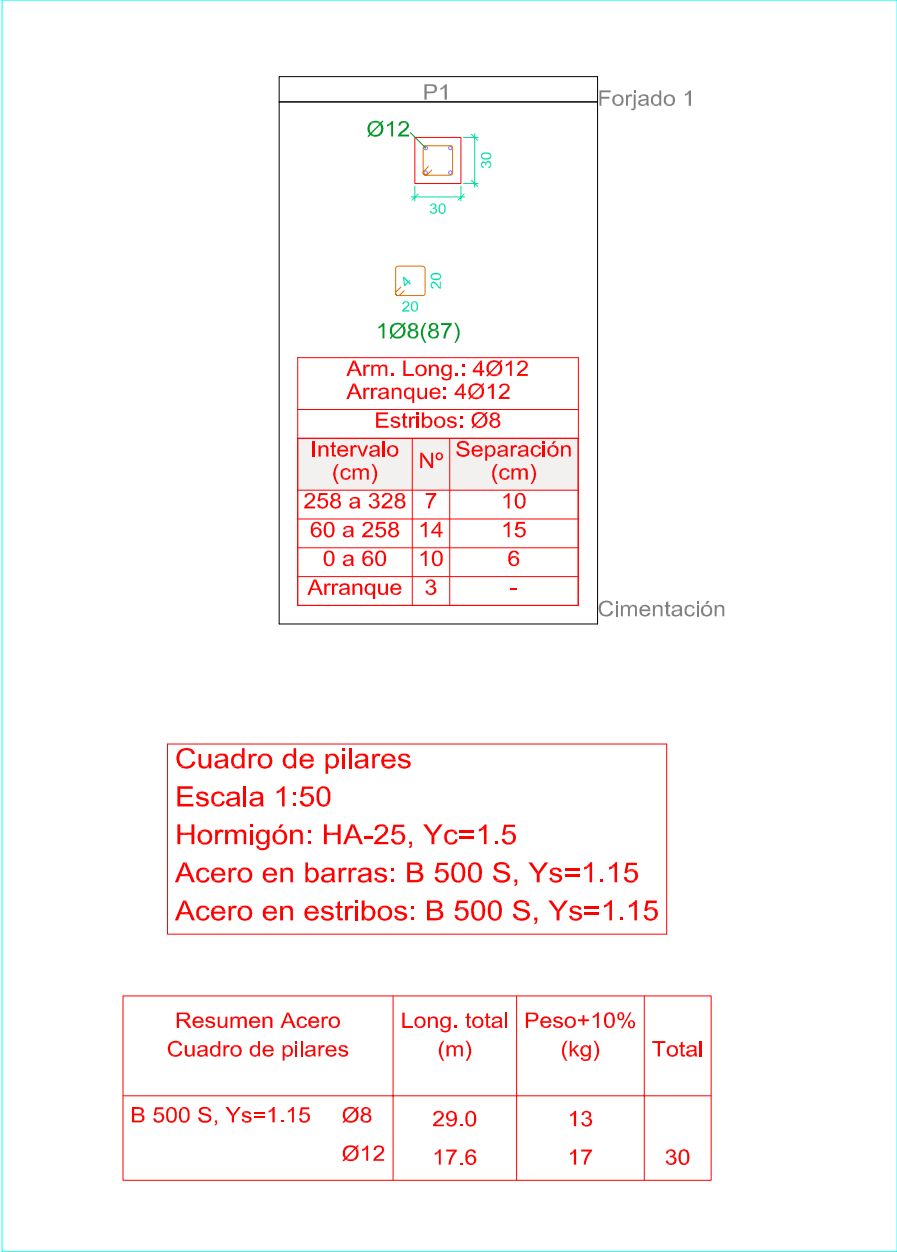 P1
Forjado 1
Ø12
30
30
4
20
20
1Ø8(87)
Arm. Long.: 4Ø12
Arranque: 4Ø12
Estribos: Ø8
Intervalo (cm) Nº Separación (cm)
258 a 328 7 10
60 a 258 14 15
0 a 60 10 6
Arranque 3 -
Cimentación
Cuadro de pilares
Escala 1:50
Hormigón: HA-25, Yc=1.5
Acero en barras: B 500 S, Ys=1.15
Acero en estribos: B 500 S, Ys=1.15
Resumen Acero Long. total Peso+10%
Cuadro de pilares (m) (kg) Total
B 500 S, Ys=1.15 Ø8 29.0 13
Ø12 17.6 17 30